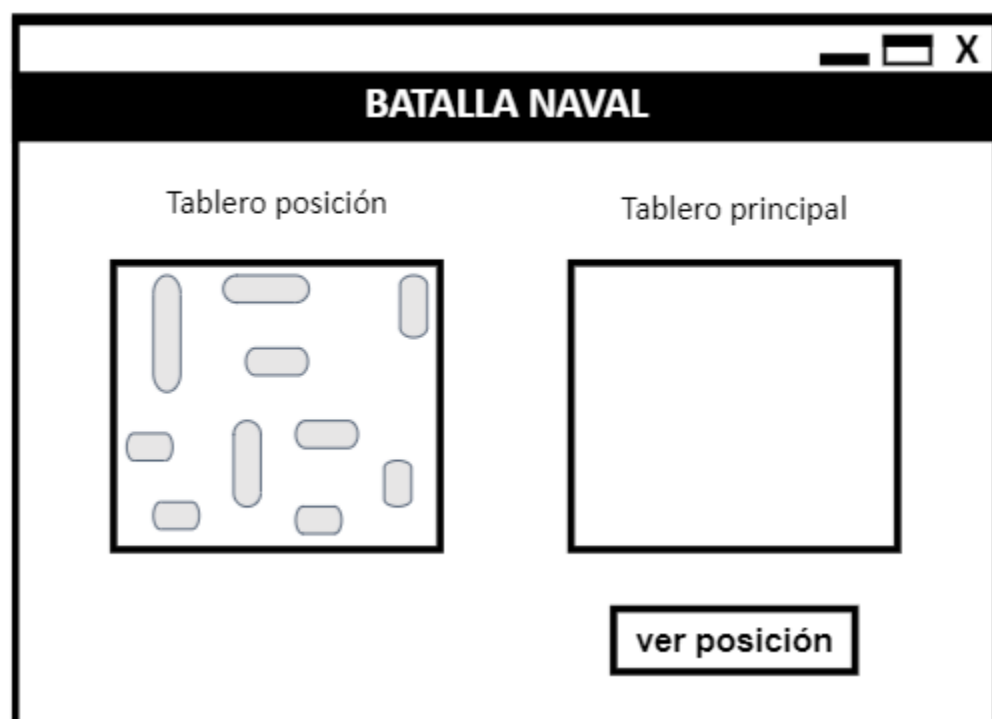 X
BATALLA NAVAL
Tablero posición
Tablero principal
ver posición